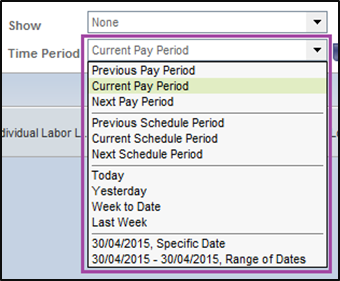 Show None
Time Period Current Pay Period
Previous Pay Period
Current Pay Period
Next Pay Period
Previous Schedule Period
Current Schedule Period
Next Schedule Period
dividual Labor L
Today
Yesterday
Week to Date
Last Week
30/04/2015, Specific Date
30/04/2015 - 30/04/2015, Range of Dates